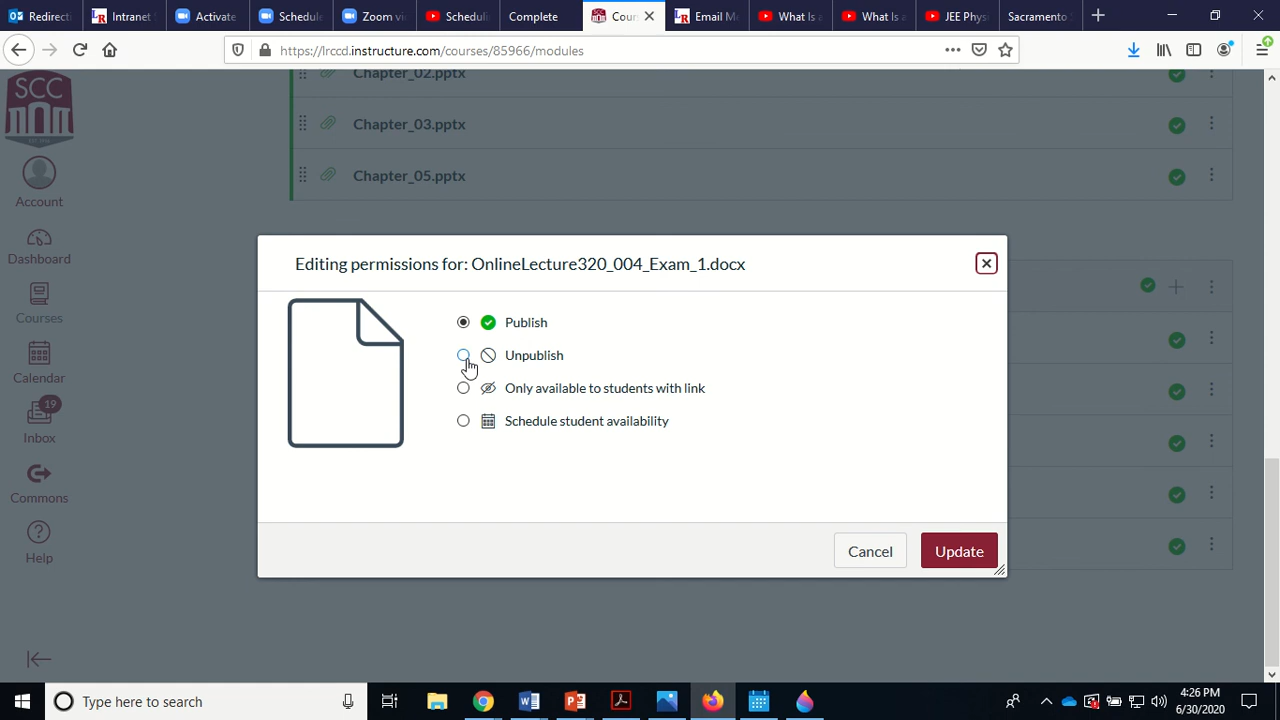 Redirecti
Intranet
Activate
Schedule
Zoom vi
Scheduli
Complete
Cour
Email M
What Is a
What Is a
JEE Phys
Sacramento
https://lrccd.instructure.com/courses/85966/modules
SCC
Account
Dashboard
Courses
Calendar
19
Inbox
Commons
Help
Chapter_02.pptx
Chapter_03.pptx
Chapter_05.pptx
Editing permissions for: OnlineLecture320_004_Exam_1.docx
Publish
Unpublish
Only available to students with link
Schedule student availability
Cancel
Update
Type here to search
4:26 PM
6/30/2020